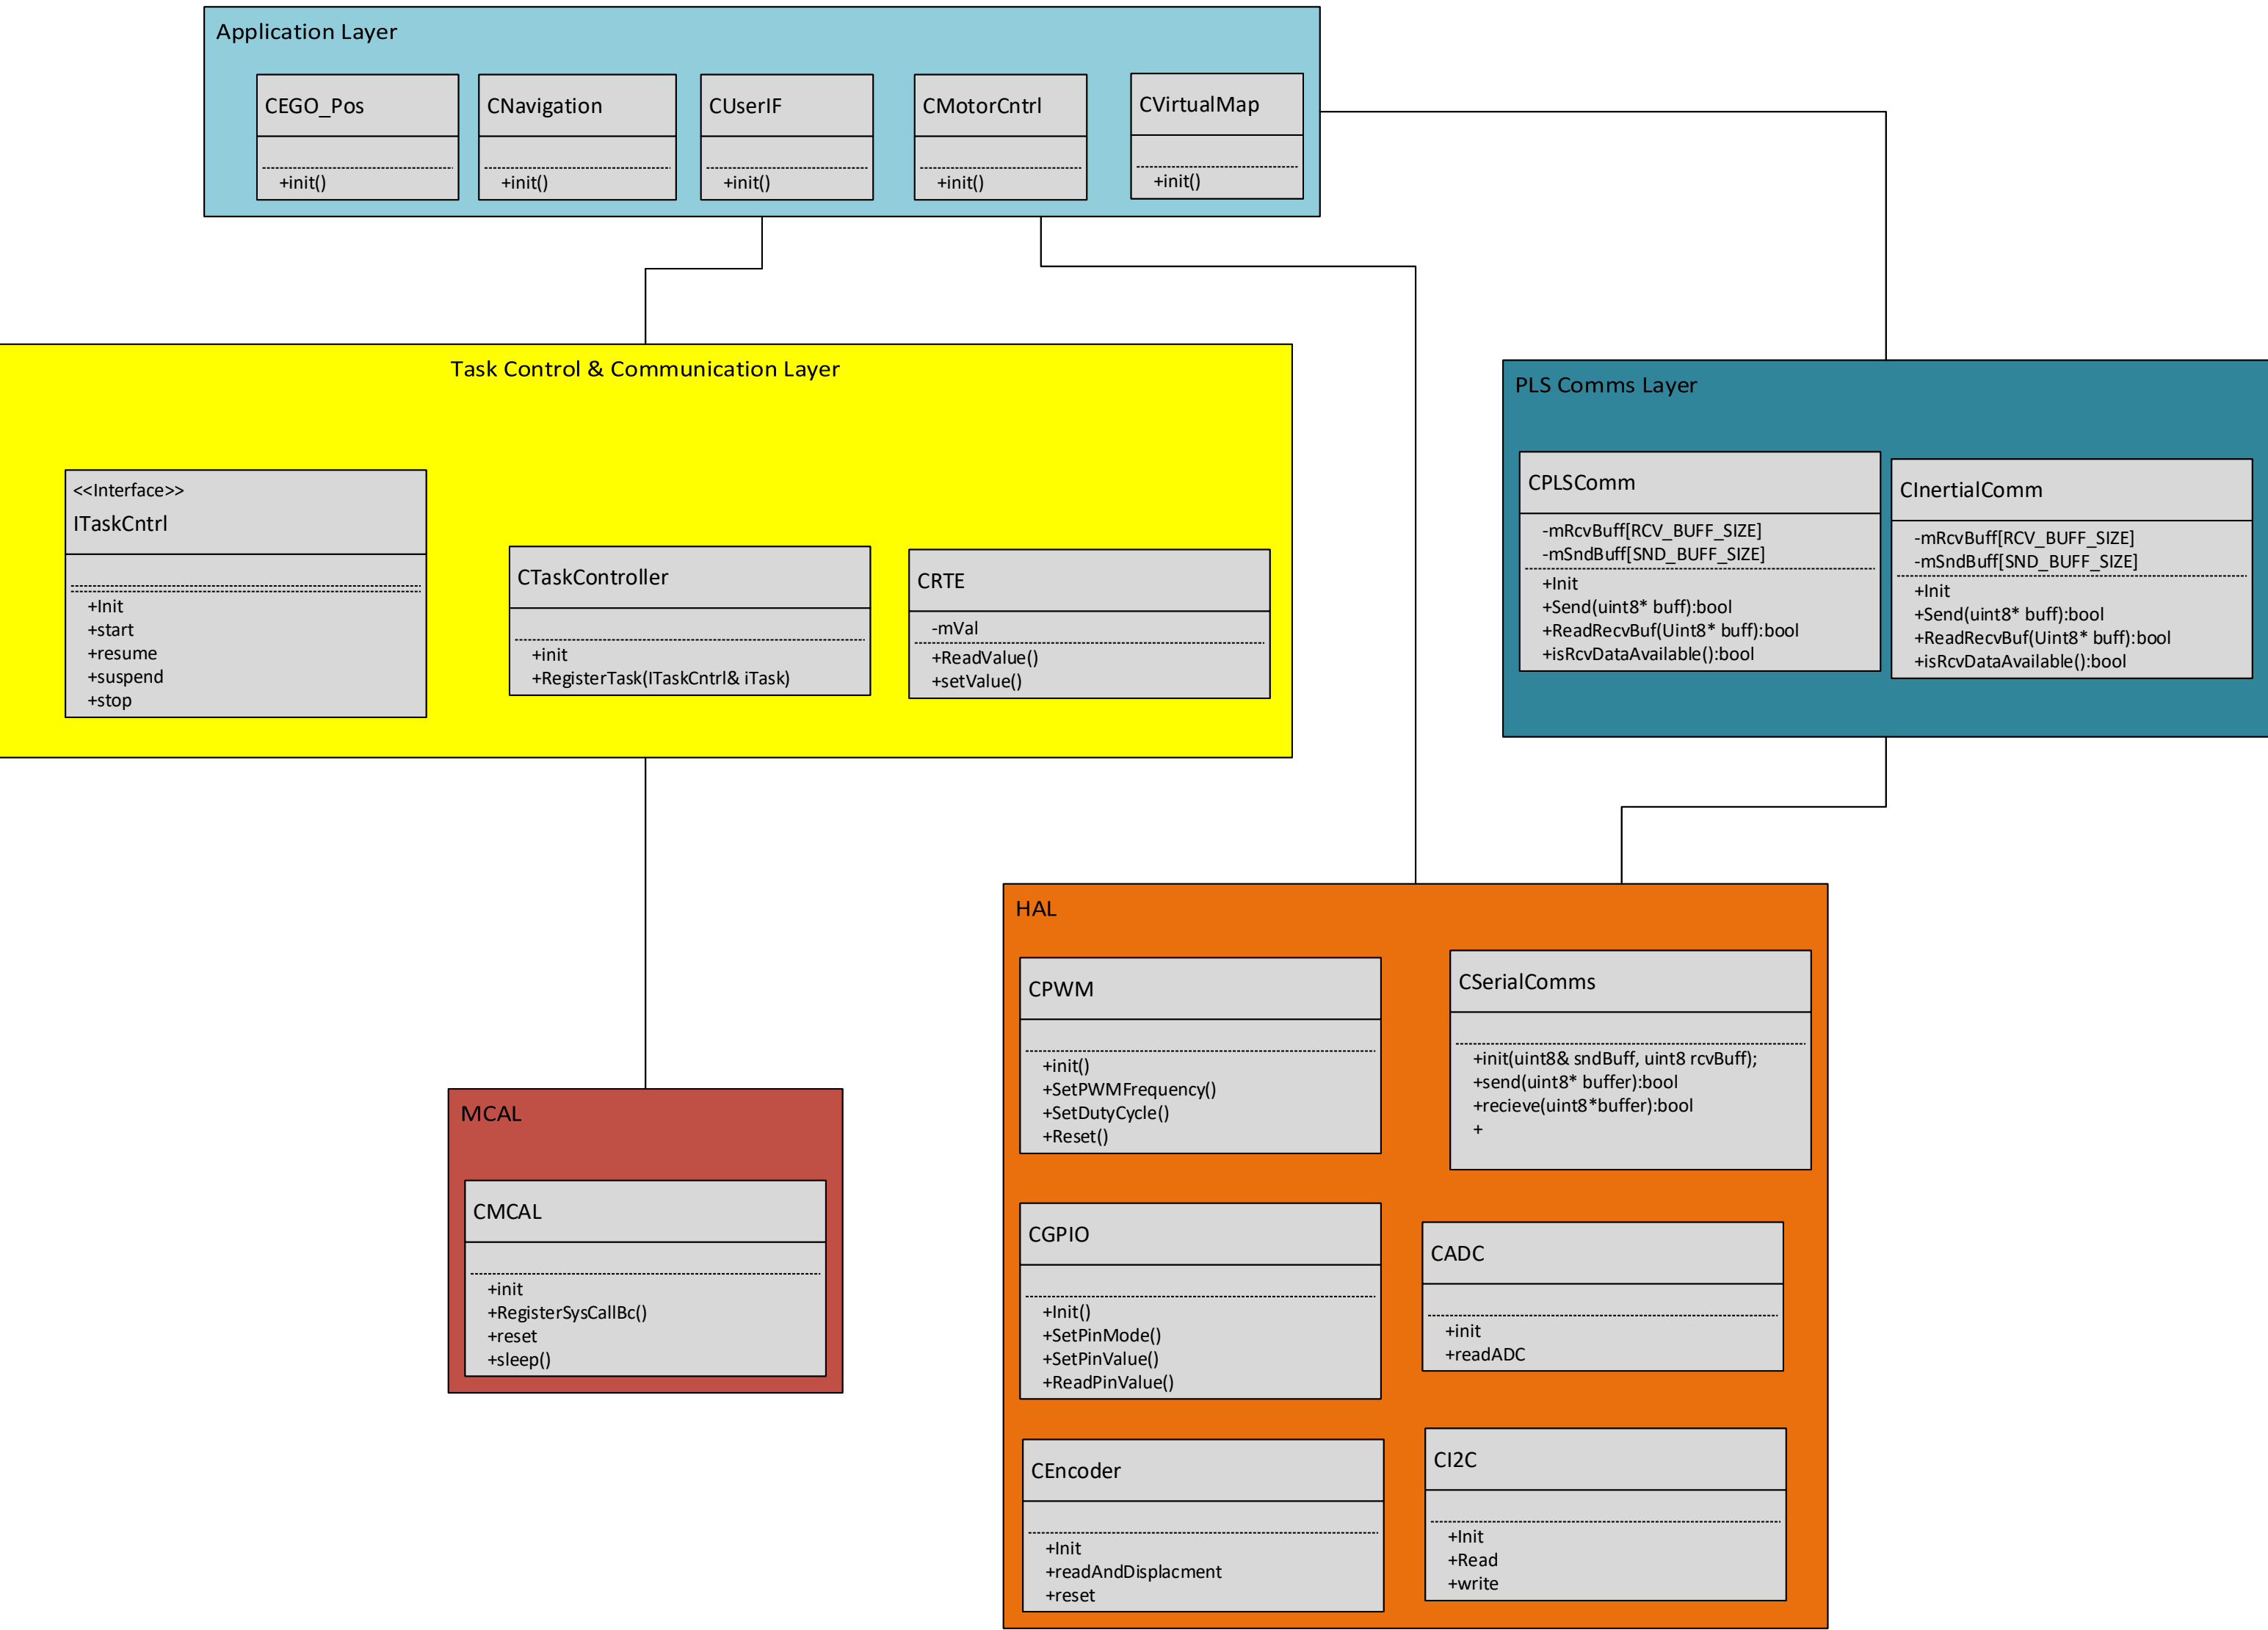 Application Layer
CEGO_Pos
+init()
CNavigation
+init()
CUserIF
+init()
CMotorCntrl
+init()
CVirtualMap
+init()
Task Control & Communication Layer
<<Interface>>
ITaskCntrl
+Init
+start
+resume
+suspend
+stop
CTaskController
+init
+RegisterTask(ITaskCntrl& iTask)
CRTE
-mVal
+ReadValue()
+setValue()
PLS Comms Layer
CPLSComm
-mRcvBuff[RCV_BUFF_SIZE]
-mSndBuff[SND_BUFF_SIZE]
+Init
+Send(uint8* buff):bool
+ReadRecvBuf(Uint8* buff):bool
+isRcvDataAvailable():bool
CInertialComm
-mRcvBuff[RCV_BUFF_SIZE]
-mSndBuff[SND_BUFF_SIZE]
+Init
+Send(uint8* buff):bool
+ReadRecvBuf(Uint8* buff):bool
+isRcvDataAvailable():bool
MCAL
CMCAL
+init
+RegisterSysCallBc()
+reset
+sleep()
HAL
CPWM
+init()
+SetPWMFrequency()
+SetDutyCycle()
+Reset()
CSerialComms
+init(uint8& sndBuff, uint8 rcvBuff);
+send(uint8* buffer):bool
+recieve(uint8*buffer):bool
+
CGPIO
+Init()
+SetPinMode()
+SetPinValue()
+ReadPinValue()
CADC
+init
+readADC
CEncoder
+Init
+readAndDisplacment
+reset
CI2C
+Init
+Read
+write